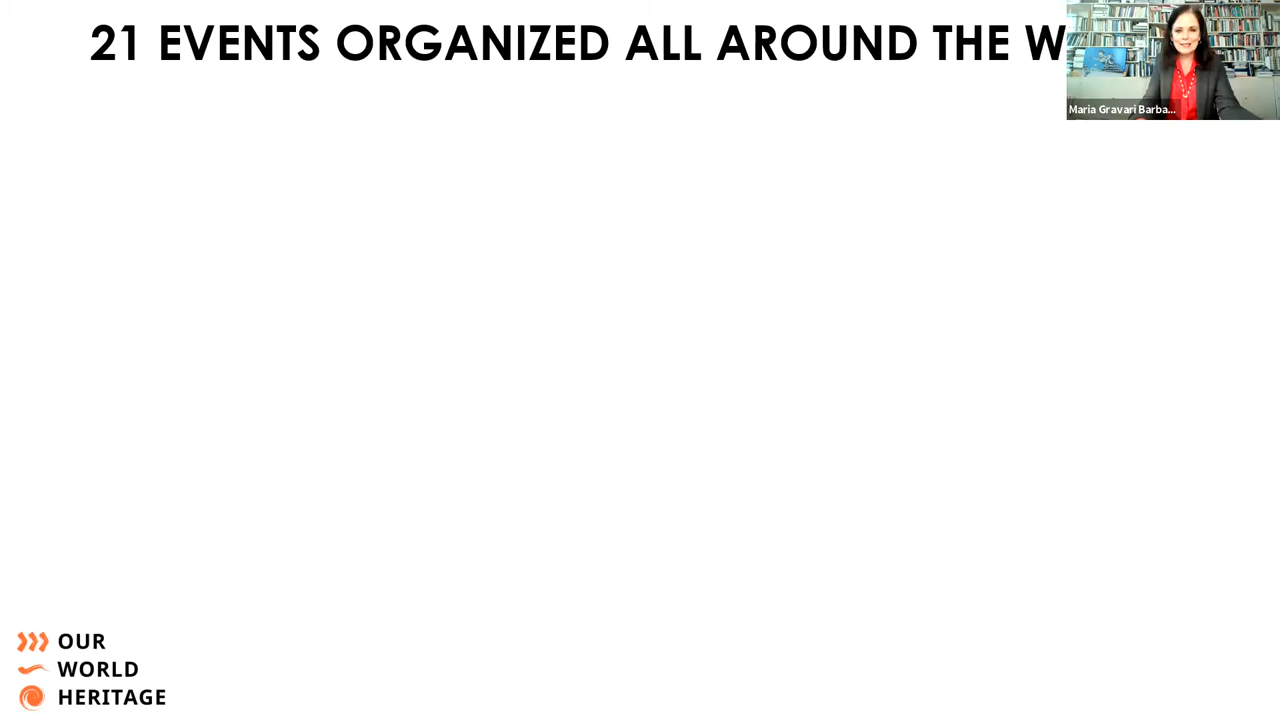 21 EVENTS ORGANIZED ALL AROUND THE W
Maria Gravari Barba...
OUR
WORLD
HERITAGE